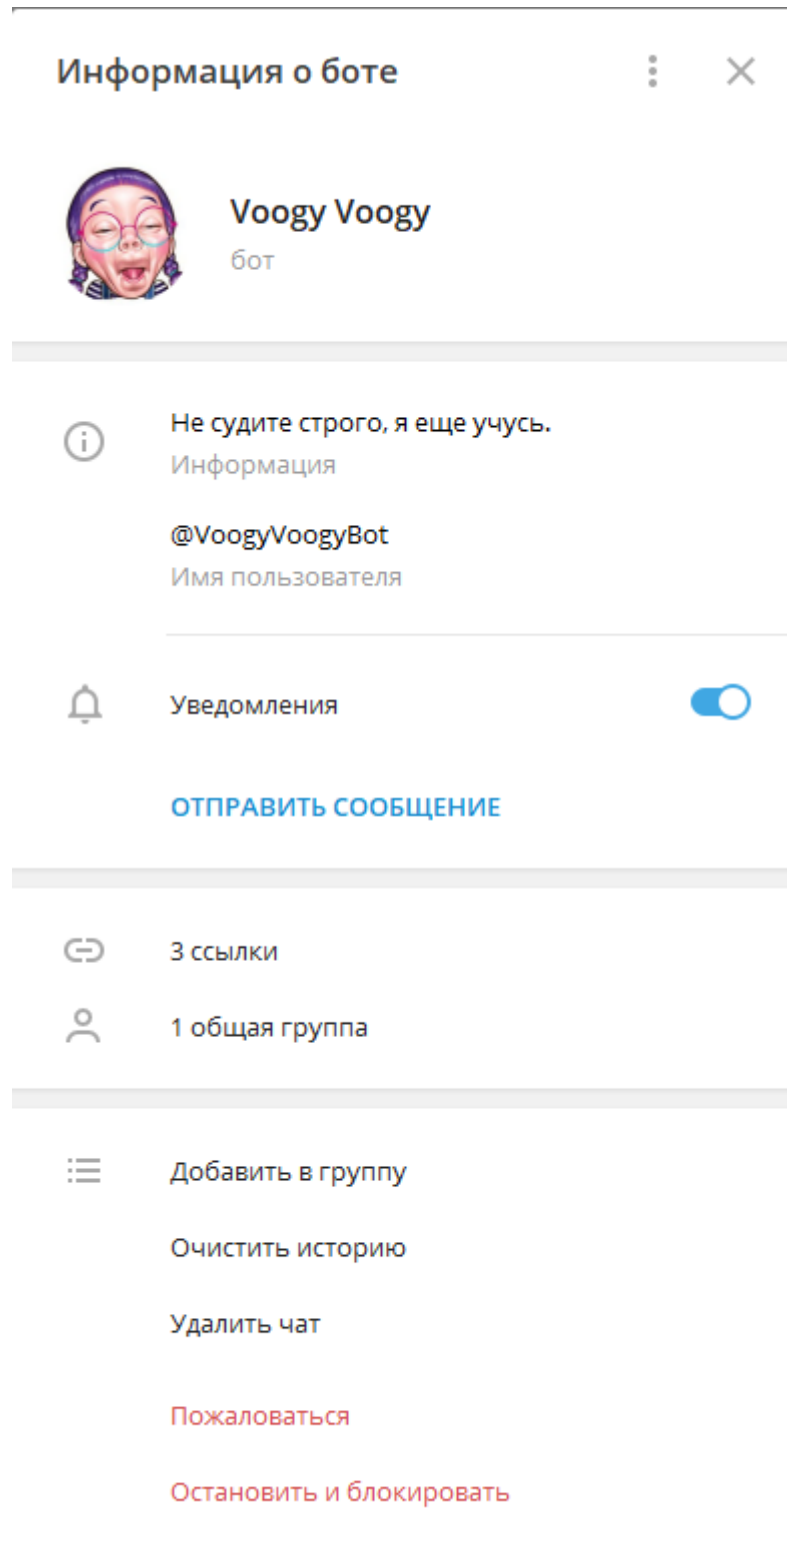 Информация о боте
Voogy Voogy
бот
Не судите строго, я еще учусь.
Информация
@VoogyVoogyBot
Имя пользователя
Уведомления
ОТПРАВИТЬ СООБЩЕНИЕ
3 ссылки
1 общая группа
Добавить в группу
Очистить историю
Удалить чат
Пожаловаться
Остановить и блокировать